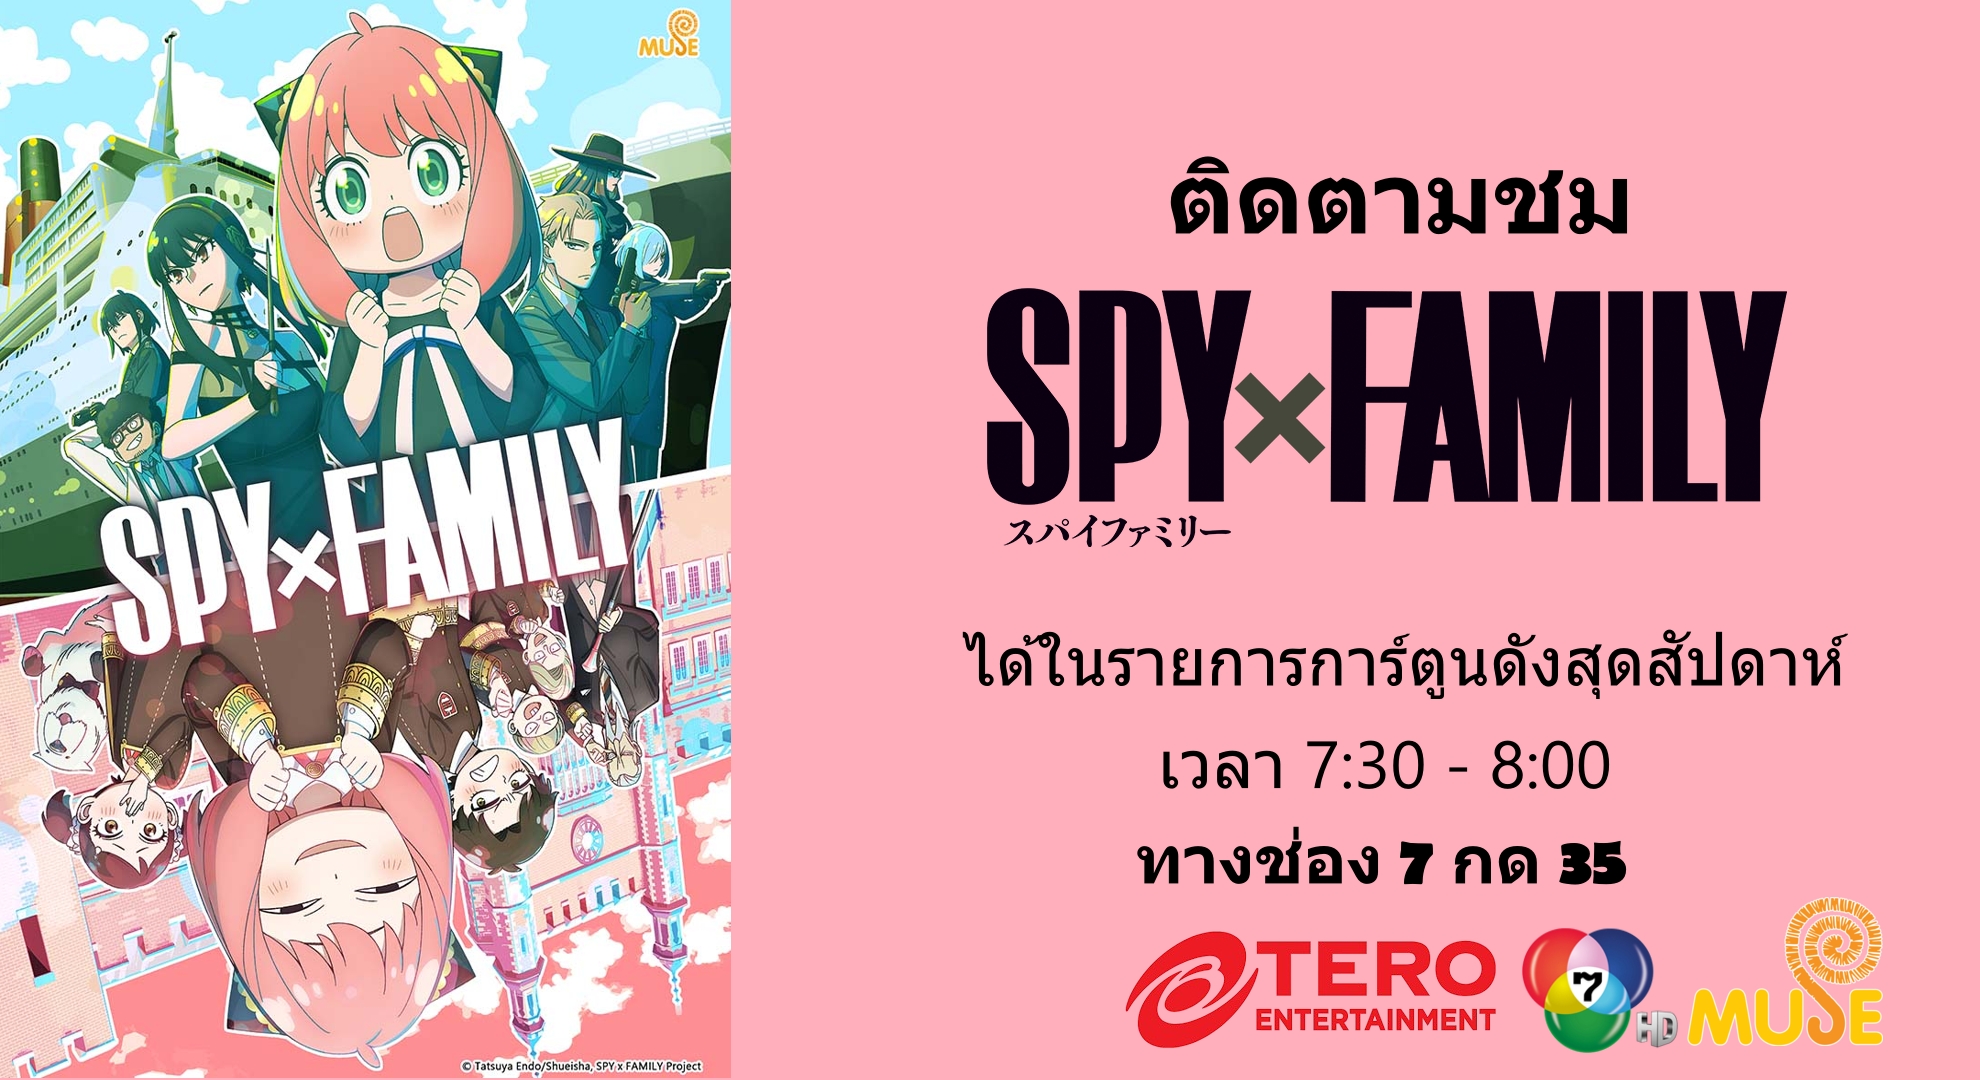 MUSE
SPY×FAMILY
© Tatsuya Endo/Shueisha, SPY x FAMILY Project
ติดตามชม
SPY×FAMILY
スパイファミリー
ได้ในรายการการ์ตูนดังสุดสัปดาห์
เวลา 7:30 - 8:00
ทางช่อง 7 กด 35
TERO
ENTERTAINMENT
7
HD
MUSE